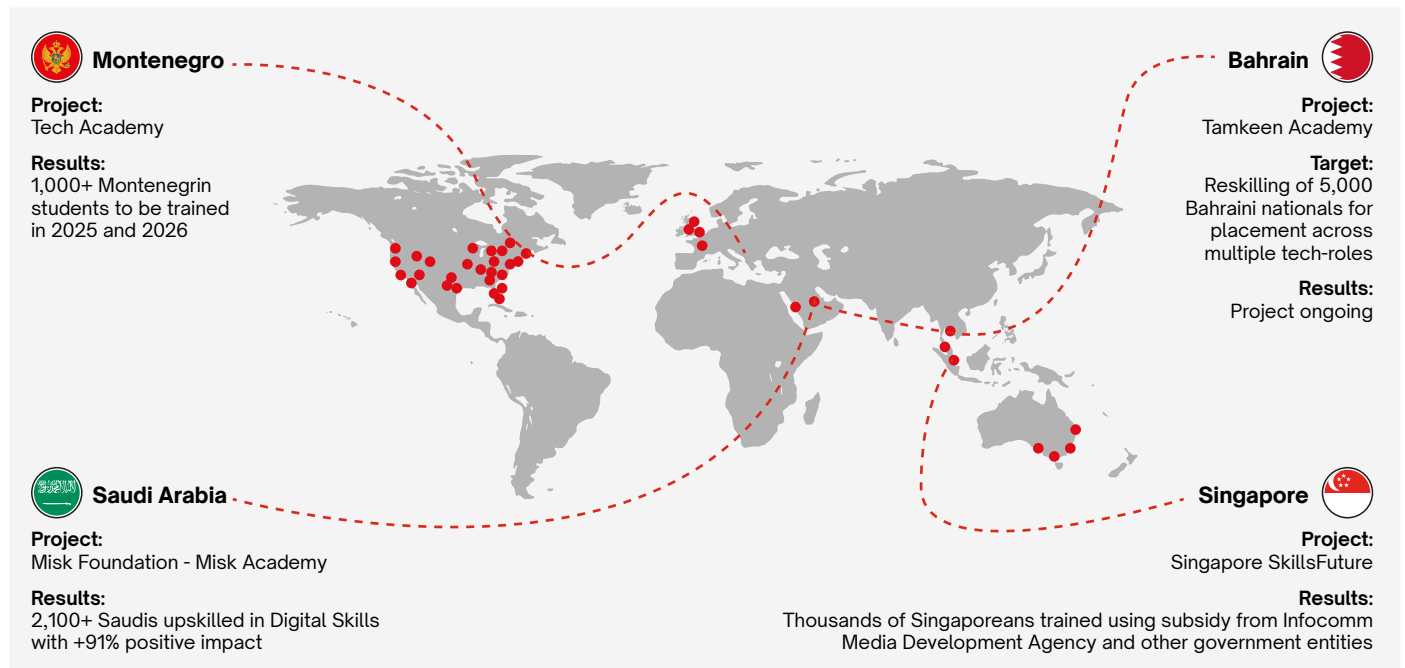 Montenegro
Project:
Tech Academy
Results:
1,000+ Montenegrin
students to be trained
in 2025 and 2026
Bahrain
Project:
Tamkeen Academy
Target:
Reskilling of 5,000
Bahraini nationals for
placement across
multiple tech-roles
Results:
Project ongoing
Saudi Arabia
Project:
Misk Foundation - Misk Academy
Results:
2,100+ Saudis upskilled in Digital Skills
with +91% positive impact
Singapore
Project:
Singapore SkillsFuture
Results:
Thousands of Singaporeans trained using subsidy from Infocomm
Media Development Agency and other government entities